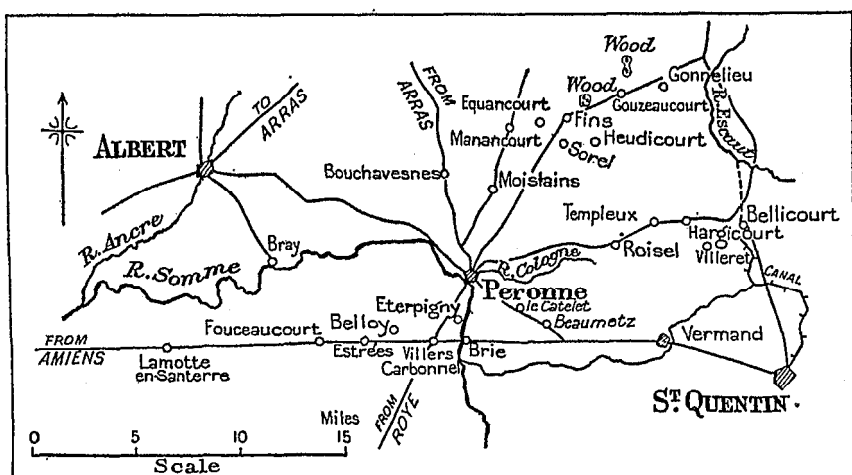 Wood
Wood
Gonnelieu
FROM
ARRAS
TO
ARRAS
Equancourt
Gouzeaucourt
R. Escaut
Fins
Manancourt
Heudicourt
Sorel
ALBERT
Bouchavesnes
Moislains
Templeux
Bellicourt
Hargicourt
R. Ancre
Bray
Roisel
Villeret
R. Somme
R. Cologne
CANAL
Peronne
Eterpigny
le Catelet
Beaumetz
Fouceaucourt
Belloy
Vermand
FROM
AMIENS
Lamotte
en-Santerre
Estrées
Villers
Carbonnel
Brie
ST. QUENTIN.
FROM
ROYE
Miles
0 5 10 15
Scale